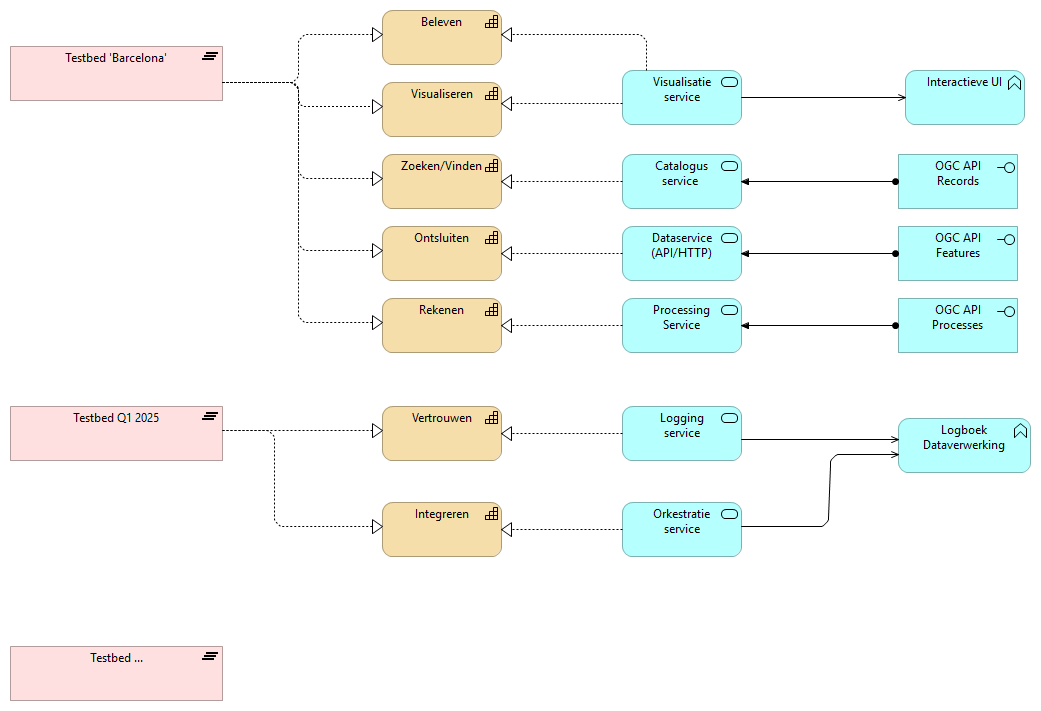 Testbed 'Barcelona'
Beleven
Visualiseren
Zoeken/Vinden
Ontsluiten
Rekenen
Visualisatie
service
Catalogus
service
Dataservice
(API/HTTP)
Processing
Service
Interactieve UI
OGC API
Records
OGC API
Features
OGC API
Processes
Testbed Q1 2025
Vertrouwen
Integreren
Logging
service
Orkestratie
service
Logboek
Dataverwerking
Testbed ...